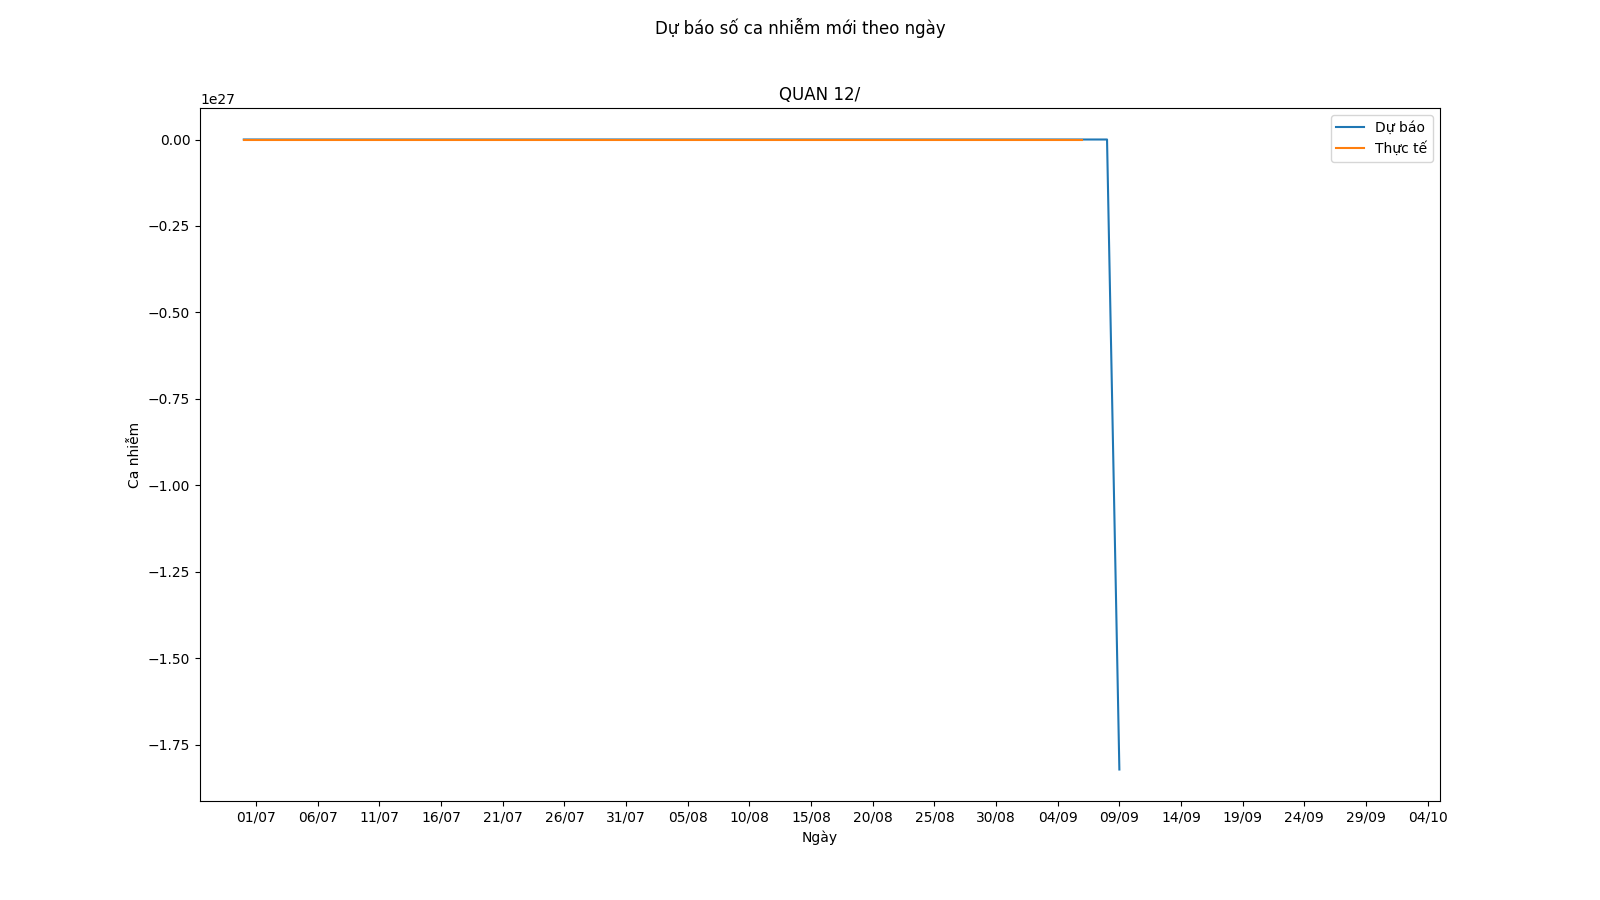 Dự báo số ca nhiễm mới theo ngày
QUAN 12/
1e27
Dự báo
Thực tế
0.00
−0.25
−0.50
−0.75
−1.00
−1.25
−1.50
−1.75
Ca nhiễm
01/07 06/07 11/07 16/07 21/07 26/07 31/07 05/08 10/08 15/08 20/08 25/08 30/08 04/09 09/09 14/09 19/09 24/09 29/09 04/10
Ngày